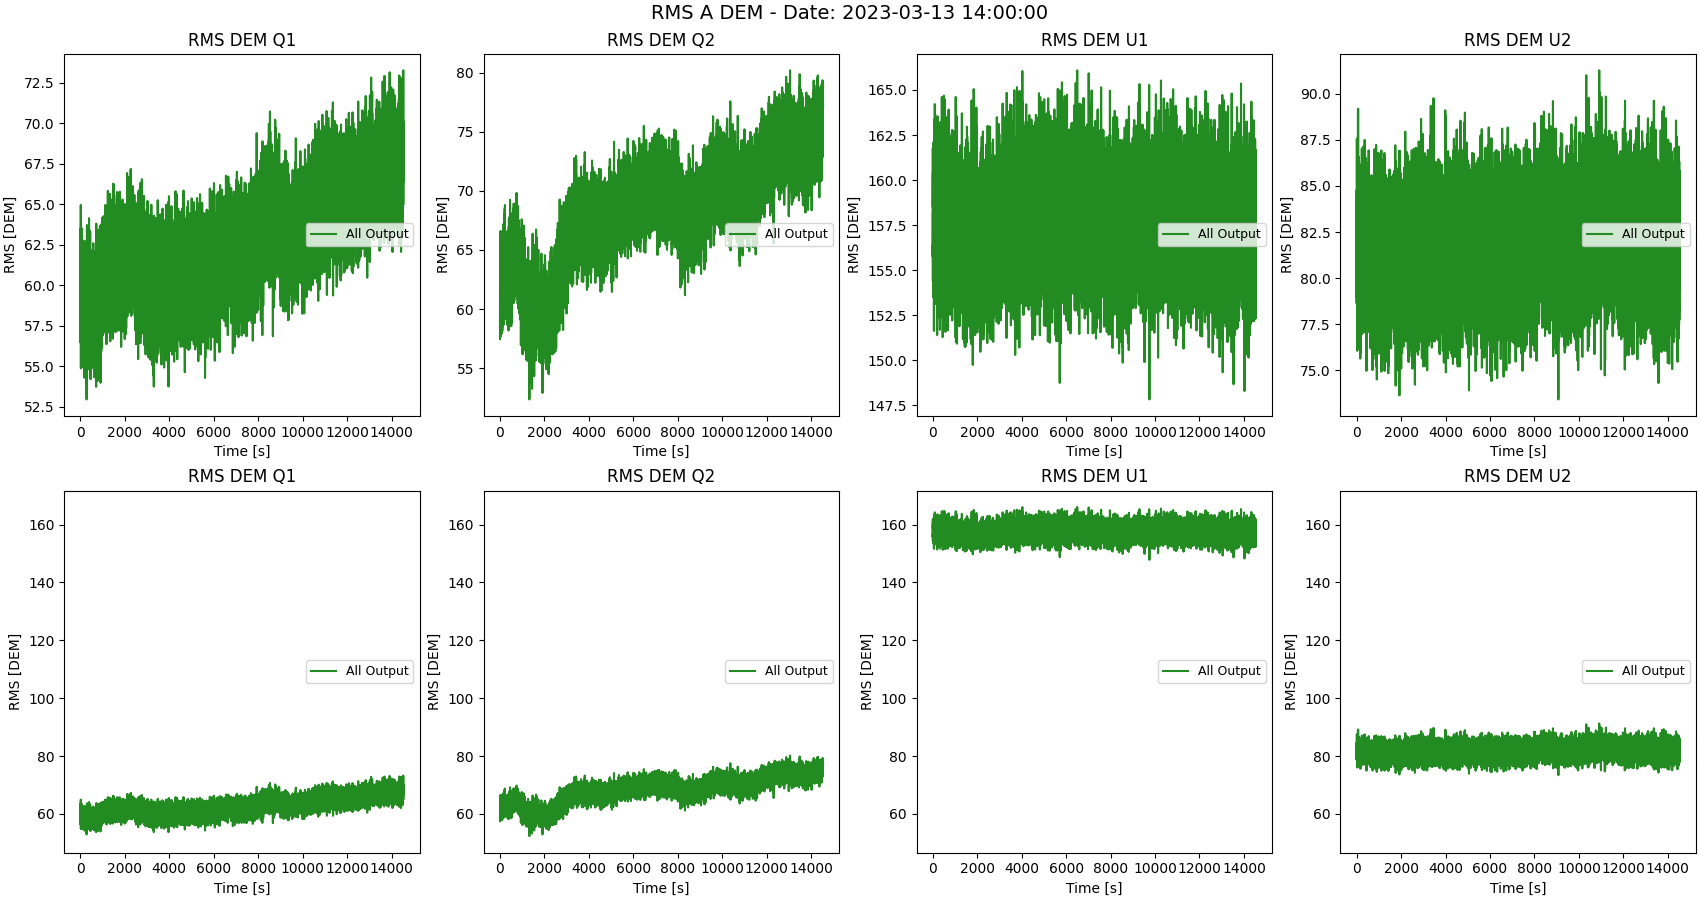 RMS A DEM - Date: 2023-03-13 14:00:00
RMS DEM Q1
RMS [DEM]
72.5
70.0
67.5
65.0
62.5
60.0
57.5
55.0
52.5
All Output
0 2000 4000 6000 8000 10000 12000 14000
Time [s]
RMS DEM Q2
RMS [DEM]
80
75
70
65
60
55
All Output
0 2000 4000 6000 8000 10000 12000 14000
Time [s]
RMS DEM U1
RMS [DEM]
165.0
162.5
160.0
157.5
155.0
152.5
150.0
147.5
All Output
0 2000 4000 6000 8000 10000 12000 14000
Time [s]
RMS DEM U2
RMS [DEM]
90.0
87.5
85.0
82.5
80.0
77.5
75.0
All Output
0 2000 4000 6000 8000 10000 12000 14000
Time [s]
RMS DEM Q1
RMS [DEM]
160
140
120
100
80
60
All Output
0 2000 4000 6000 8000 10000 12000 14000
Time [s]
RMS DEM Q2
RMS [DEM]
160
140
120
100
80
60
All Output
0 2000 4000 6000 8000 10000 12000 14000
Time [s]
RMS DEM U1
RMS [DEM]
160
140
120
100
80
60
All Output
0 2000 4000 6000 8000 10000 12000 14000
Time [s]
RMS DEM U2
RMS [DEM]
160
140
120
100
80
60
All Output
0 2000 4000 6000 8000 10000 12000 14000
Time [s]